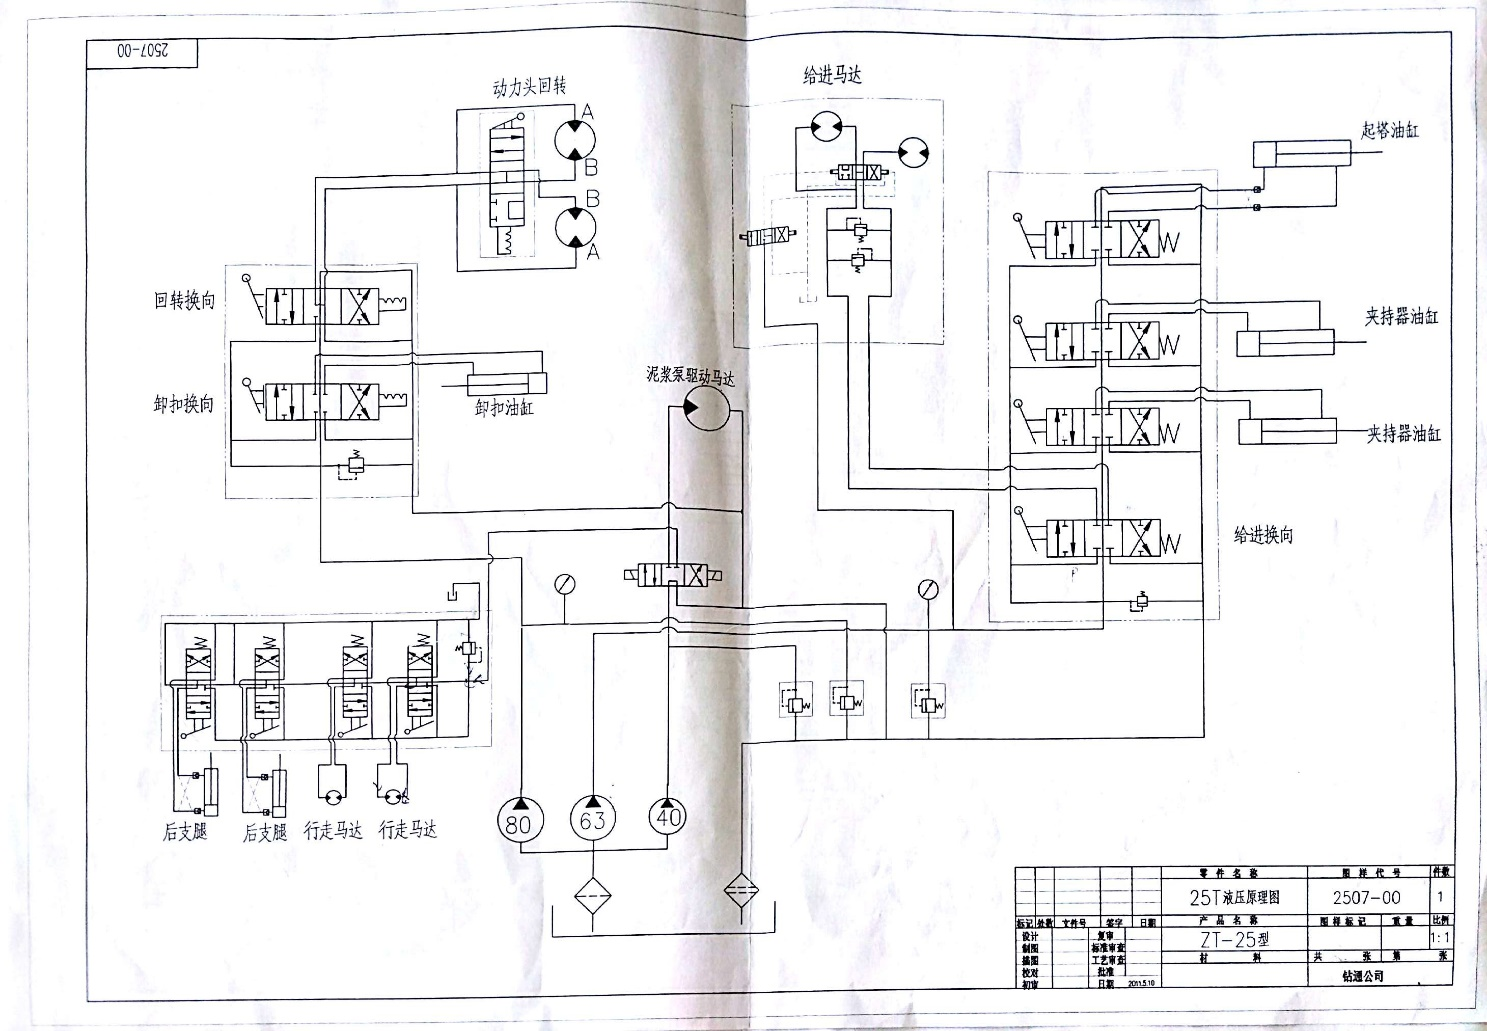 2507-00
动力头回转
A
B
B
A
给进马达
起塔油缸
夹持器油缸
夹持器油缸
给进换向
回转换向
卸扣换向
卸扣油缸
泥浆泵驱动马达
后支腿
后支腿
行走马达
行走马达
80
63
40
零件名称
图样代号
件数
25T液压原理图
2507-00
1
标记 处数 文件号 签字 日期
产品名称
图样标记 重量 比例
设计 复审
ZT-25型
1:1
制图 标准审查
描图 工艺审查
材料
共 张 第 张
校对 批准
钻通公司
初审 日期 2011.5.10